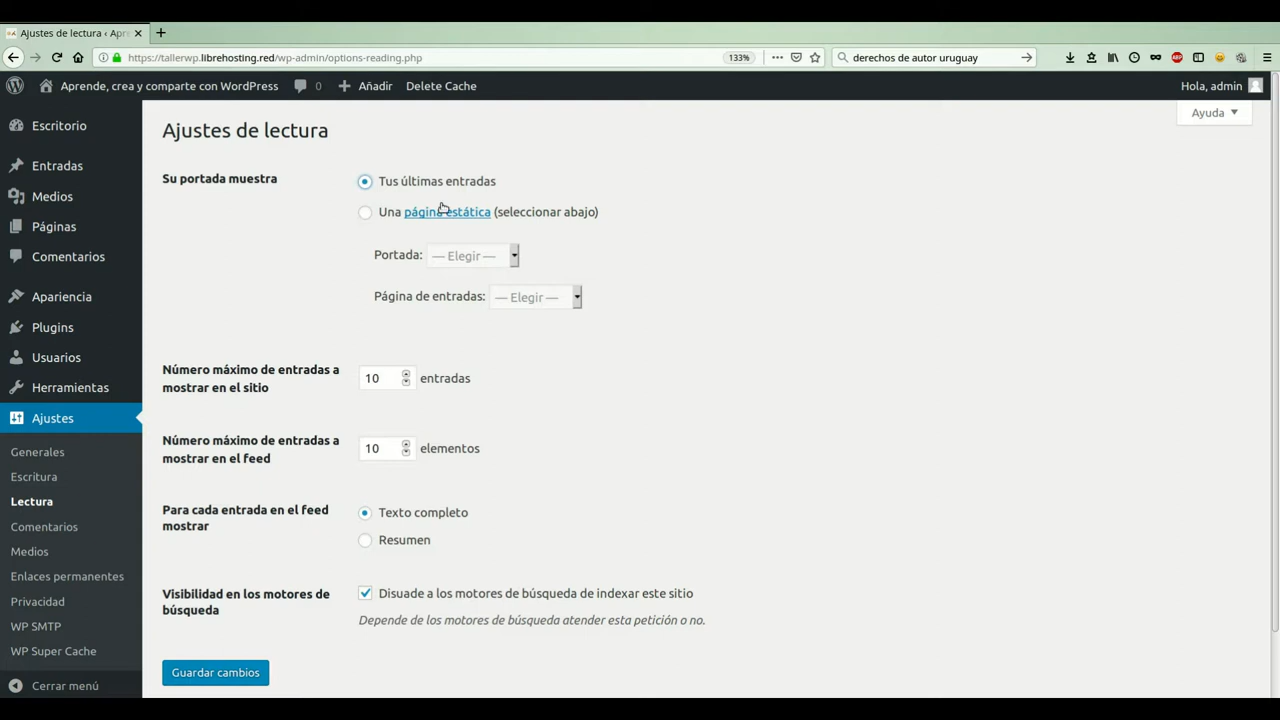 Ajustes de lectura ‹ Apre
https://tallerwp.librehosting.red/wp-admin/options-reading.php
133%
derechos de autor uruguay
Aprende, crea y comparte con WordPress
0
Añadir
Delete Cache
Hola, admin
Escritorio
Entradas
Medios
Páginas
Comentarios
Apariencia
Plugins
Usuarios
Herramientas
Ajustes
Generales
Escritura
Lectura
Comentarios
Medios
Enlaces permanentes
Privacidad
WP SMTP
WP Super Cache
Cerrar menú
Ayuda
Ajustes de lectura
Su portada muestra
Tus últimas entradas
Una página estática (seleccionar abajo)
Portada: — Elegir —
Página de entradas: — Elegir —
Número máximo de entradas a
mostrar en el sitio
10 entradas
Número máximo de entradas a
mostrar en el feed
10 elementos
Para cada entrada en el feed
mostrar
Texto completo
Resumen
Visibilidad en los motores de
búsqueda
Disuade a los motores de búsqueda de indexar este sitio
Depende de los motores de búsqueda atender esta petición o no.
Guardar cambios